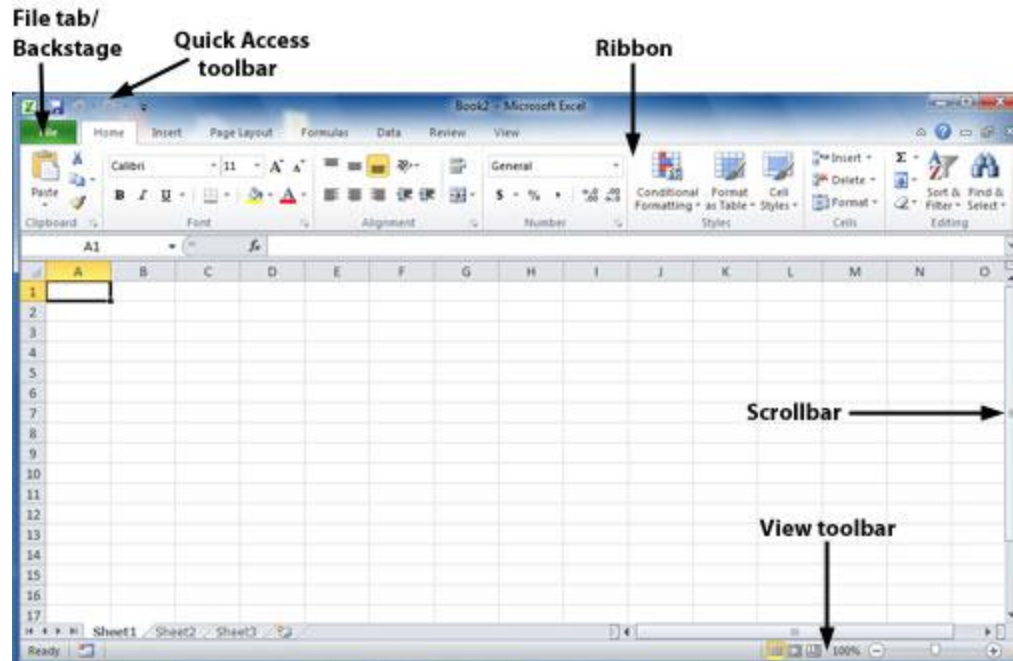 File tab/
Backstage
Quick Access
toolbar
Ribbon
Book2 - Microsoft Excel
File Home Insert Page Layout Formulas Data Review View
Calibri 11 A A General Insert
Paste Delete
B I U A $ % , Conditional Format Cell Format Sort & Find &
Formatting as Table Styles Filter Select
Clipboard Font Alignment Number Styles Cells Editing
A1 fx
A B C D E F G H I J K L M N O
1
2
3
4
5
6
7
Scrollbar
8
9
10
11
12
View toolbar
13
14
15
16
17
Sheet1 Sheet2 Sheet3
Ready 100%